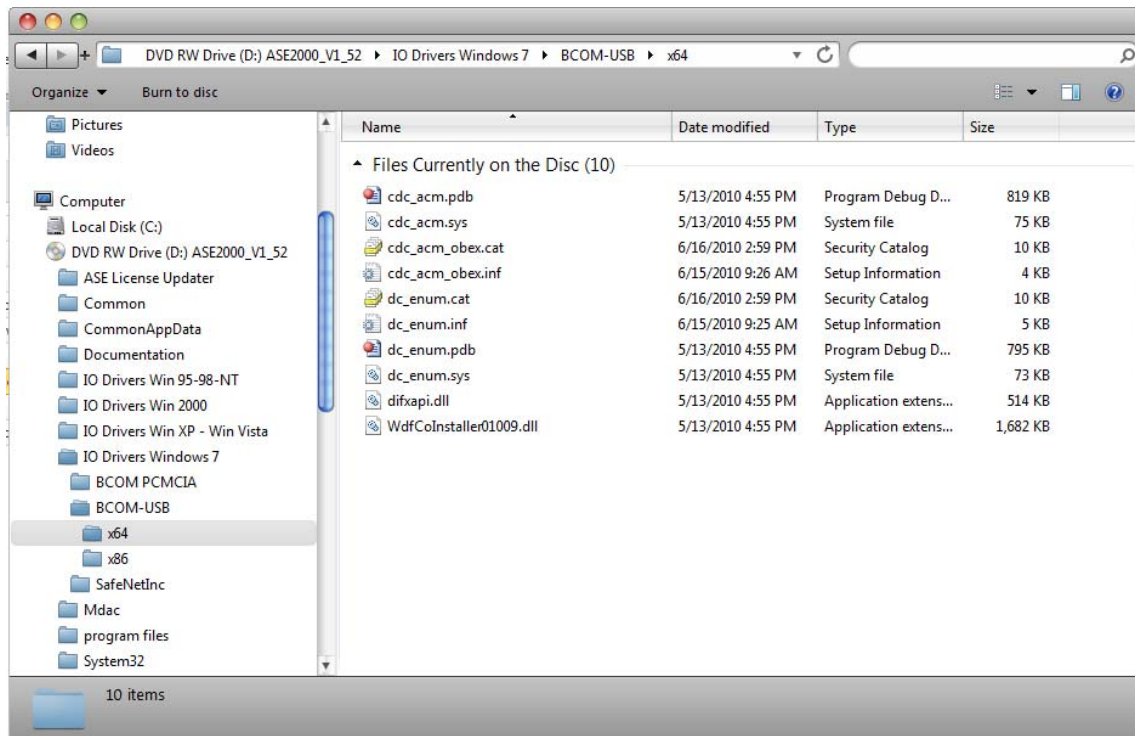 DVD RW Drive (D:) ASE2000_V1_52 IO Drivers Windows 7 BCOM-USB x64
Organize Burn to disc
Pictures
Videos
Computer
Local Disk (C:)
DVD RW Drive (D:) ASE2000_V1_52
ASE License Updater
Common
CommonAppData
Documentation
IO Drivers Win 95-98-NT
IO Drivers Win 2000
IO Drivers Win XP - Win Vista
IO Drivers Windows 7
BCOM PCMCIA
BCOM-USB
x64
x86
SafeNetInc
Mdac
program files
System32
Name Date modified Type Size
Files Currently on the Disc (10)
cdc_acm.pdb 5/13/2010 4:55 PM Program Debug D... 819 KB
cdc_acm.sys 5/13/2010 4:55 PM System file 75 KB
cdc_acm_obex.cat 6/16/2010 2:59 PM Security Catalog 10 KB
cdc_acm_obex.inf 6/15/2010 9:26 AM Setup Information 4 KB
dc_enum.cat 6/16/2010 2:59 PM Security Catalog 10 KB
dc_enum.inf 6/15/2010 9:25 AM Setup Information 5 KB
dc_enum.pdb 5/13/2010 4:55 PM Program Debug D... 795 KB
dc_enum.sys 5/13/2010 4:55 PM System file 73 KB
difxapi.dll 5/13/2010 4:55 PM Application extens... 514 KB
WdfCoInstaller01009.dll 5/13/2010 4:55 PM Application extens... 1,682 KB
10 items